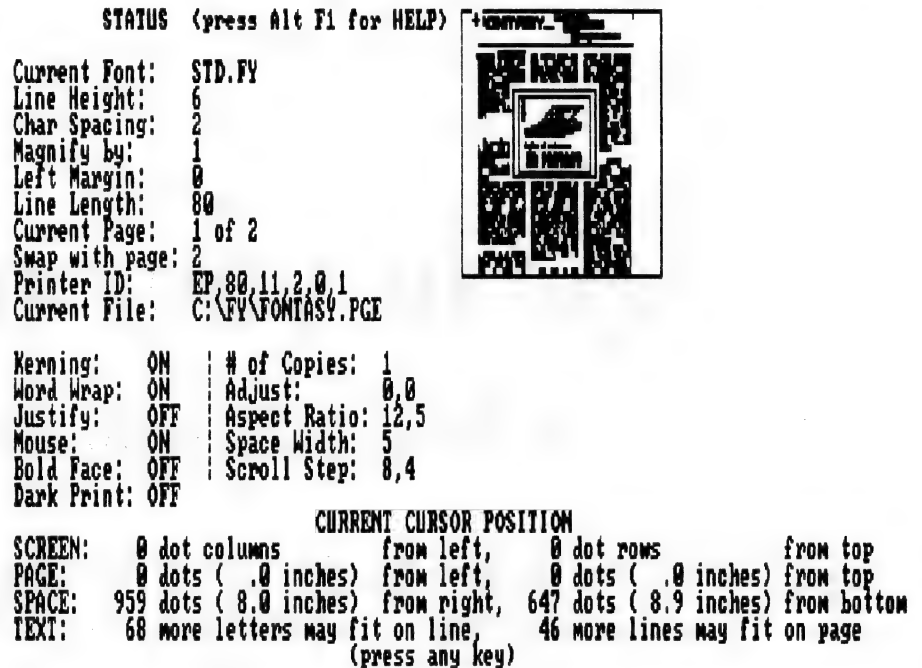 STATUS (press Alt F1 for HELP)
Current Font: STD.FY
Line Height: 6
Char Spacing: 2
Magnify by: 1
Left Margin: 0
Line Length: 80
Current Page: 1 of 2
Swap with page: 2
Printer ID: EP,80,11,2,0,1
Current File: C:\FY\FONTASY.PGE
Kerning: ON | # of Copies: 1
Word Wrap: ON | Adjust: 0,0
Justify: OFF | Aspect Ratio: 12,5
Mouse: ON | Space Width: 5
Bold Face: OFF | Scroll Step: 8,4
Dark Print: OFF
CURRENT CURSOR POSITION
SCREEN: 0 dot columns from left, 0 dot rows from top
PAGE: 0 dots ( .0 inches) from left, 0 dots ( .0 inches) from top
SPACE: 959 dots ( 8.0 inches) from right, 647 dots ( 8.9 inches) from bottom
TEXT: 68 more letters may fit on line, 46 more lines may fit on page
(press any key)